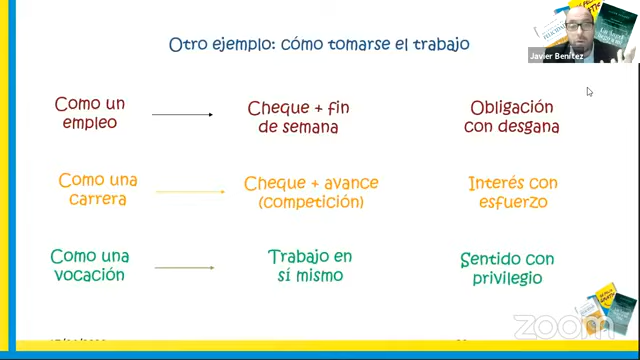 Otro ejemplo: cómo tomarse el trabajo
Javier Benitez
Como un
empleo
Cheque + fin
de semana
Obligación
con desgana
Como una
carrera
Cheque + avance
(competición)
Interés con
esfuerzo
Como una
vocación
Trabajo en
sí mismo
Sentido con
privilegio
zoom